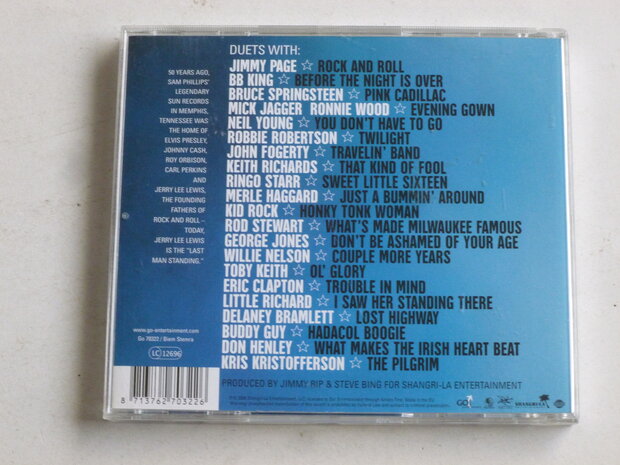 50 YEARS AGO,
SAM PHILLIPS'
LEGENDARY
SUN RECORDS
IN MEMPHIS,
TENNESSEE WAS
THE HOME OF
ELVIS PRESLEY,
JOHNNY CASH,
ROY ORBISON,
CARL PERKINS
AND
JERRY LEE LEWIS,
THE FOUNDING
FATHERS OF
ROCK AND ROLL –
TODAY,
JERRY LEE LEWIS
IS THE "LAST
MAN STANDING."
www.go-entertainment.com
Go 70322 / Biem Stemra
LC 12696
8 713762 703226
DUETS WITH:
JIMMY PAGE ☆ ROCK AND ROLL
BB KING ☆ BEFORE THE NIGHT IS OVER
BRUCE SPRINGSTEEN ☆ PINK CADILLAC
MICK JAGGER RONNIE WOOD ☆ EVENING GOWN
NEIL YOUNG ☆ YOU DON'T HAVE TO GO
ROBBIE ROBERTSON ☆ TWILIGHT
JOHN FOGERTY ☆ TRAVELIN' BAND
KEITH RICHARDS ☆ THAT KIND OF FOOL
RINGO STARR ☆ SWEET LITTLE SIXTEEN
MERLE HAGGARD ☆ JUST A BUMMIN' AROUND
KID ROCK ☆ HONKY TONK WOMAN
ROD STEWART ☆ WHAT'S MADE MILWAUKEE FAMOUS
GEORGE JONES ☆ DON'T BE ASHAMED OF YOUR AGE
WILLIE NELSON ☆ COUPLE MORE YEARS
TOBY KEITH ☆ OL' GLORY
ERIC CLAPTON ☆ TROUBLE IN MIND
LITTLE RICHARD ☆ I SAW HER STANDING THERE
DELANEY BRAMLETT ☆ LOST HIGHWAY
BUDDY GUY ☆ HADACOL BOOGIE
DON HENLEY ☆ WHAT MAKES THE IRISH HEART BEAT
KRIS KRISTOFFERSON ☆ THE PILGRIM
PRODUCED BY JIMMY RIP & STEVE BING FOR SHANGRI-LA ENTERTAINMENT
GO!
SHANGRI-LA